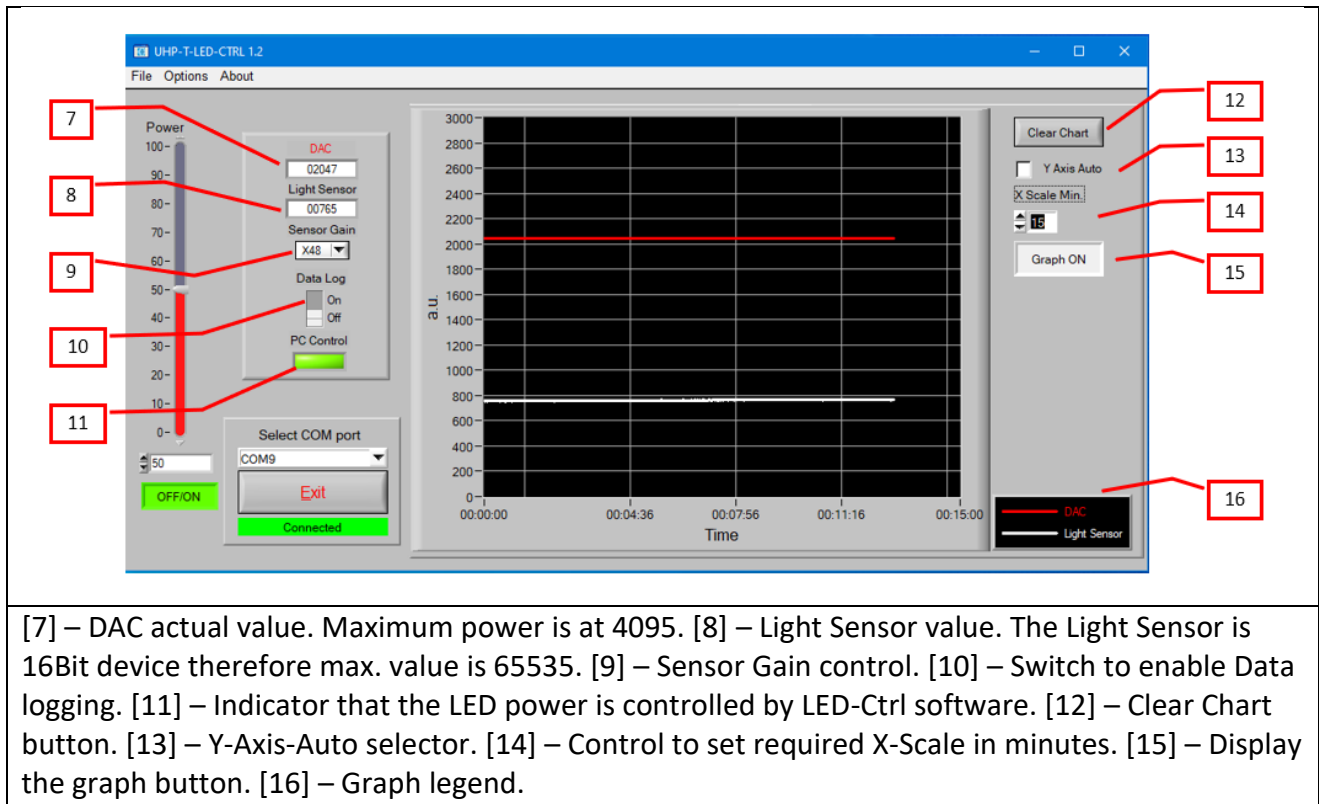 UHP-T-LED-CTRL 1.2
File Options About
7
8
9
10
11
Power
100
90
80
70
60
50
40
30
20
10
0
50
OFF/ON
DAC
02047
Light Sensor
00765
Sensor Gain
X48
Data Log
On
Off
PC Control
Select COM port
COM9
Exit
Connected
a.u.
3000
2800
2600
2400
2200
2000
1800
1600
1400
1200
1000
800
600
400
200
0
00:00:00 00:04:36 00:07:56 00:11:16 00:15:00
Time
Clear Chart
Y Axis Auto
X Scale Min.
15
Graph ON
DAC
Light Sensor
12
13
14
15
16
[7] – DAC actual value. Maximum power is at 4095. [8] – Light Sensor value. The Light Sensor is
16Bit device therefore max. value is 65535. [9] – Sensor Gain control. [10] – Switch to enable Data
logging. [11] – Indicator that the LED power is controlled by LED-Ctrl software. [12] – Clear Chart
button. [13] – Y-Axis-Auto selector. [14] – Control to set required X-Scale in minutes. [15] – Display
the graph button. [16] – Graph legend.